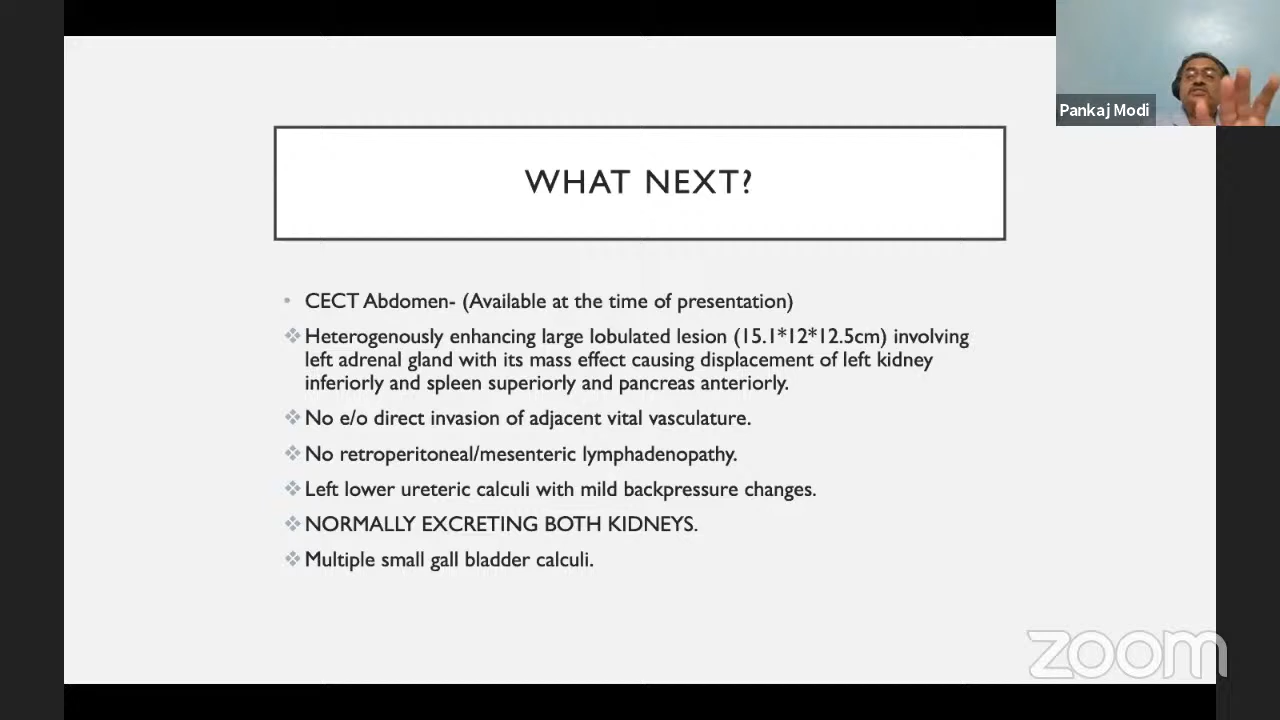 Pankaj Modi
WHAT NEXT?
• CECT Abdomen- (Available at the time of presentation)
❖ Heterogenously enhancing large lobulated lesion (15.1*12*12.5cm) involving
left adrenal gland with its mass effect causing displacement of left kidney
inferiorly and spleen superiorly and pancreas anteriorly.
❖ No e/o direct invasion of adjacent vital vasculature.
❖ No retroperitoneal/mesenteric lymphadenopathy.
❖ Left lower ureteric calculi with mild backpressure changes.
❖ NORMALLY EXCRETING BOTH KIDNEYS.
❖ Multiple small gall bladder calculi.
zoom